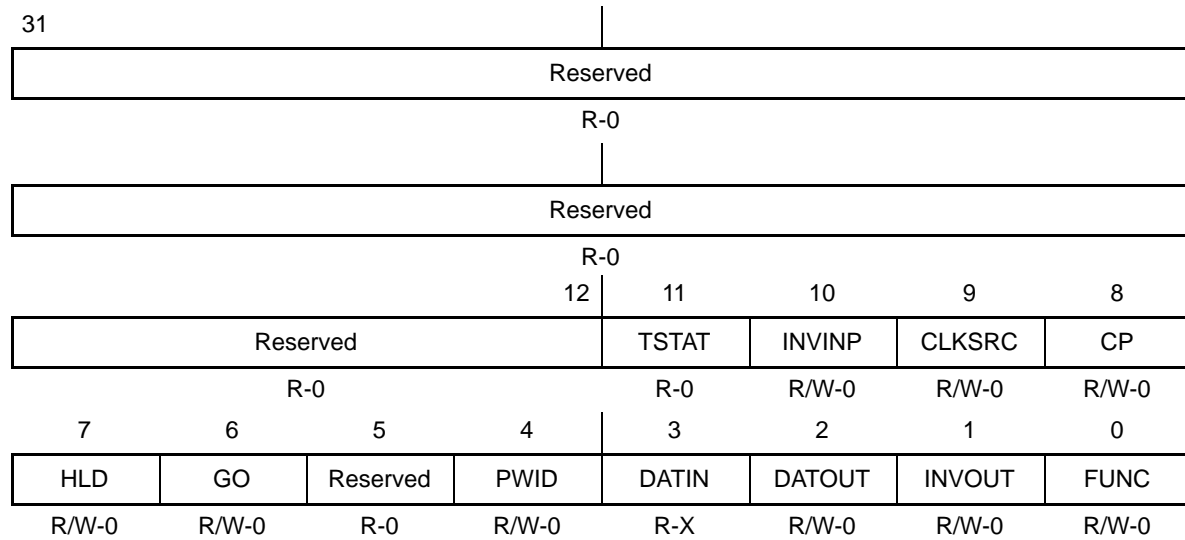 31
Reserved
R-0
Reserved
R-0
12 11 10 9 8
Reserved TSTAT INVINP CLKSRC CP
R-0 R-0 R/W-0 R/W-0 R/W-0
7 6 5 4 3 2 1 0
HLD GO Reserved PWID DATIN DATOUT INVOUT FUNC
R/W-0 R/W-0 R-0 R/W-0 R-X R/W-0 R/W-0 R/W-0